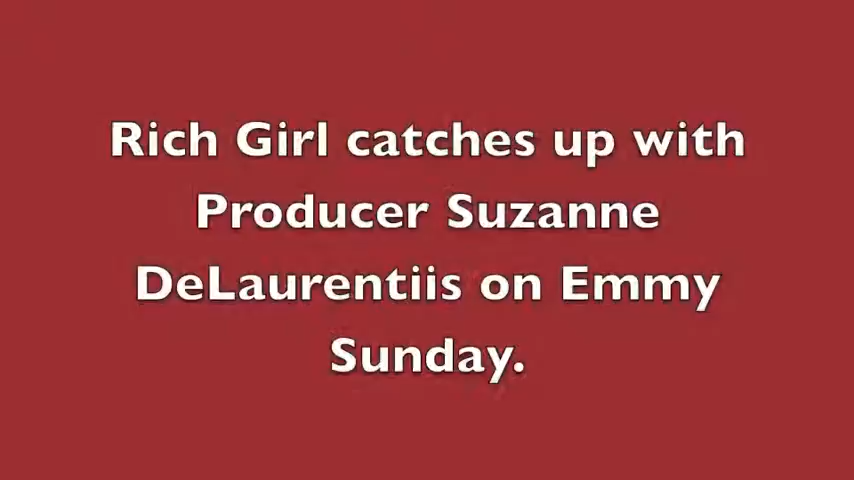 Rich Girl catches up with
Producer Suzanne
DeLaurentiis on Emmy
Sunday.